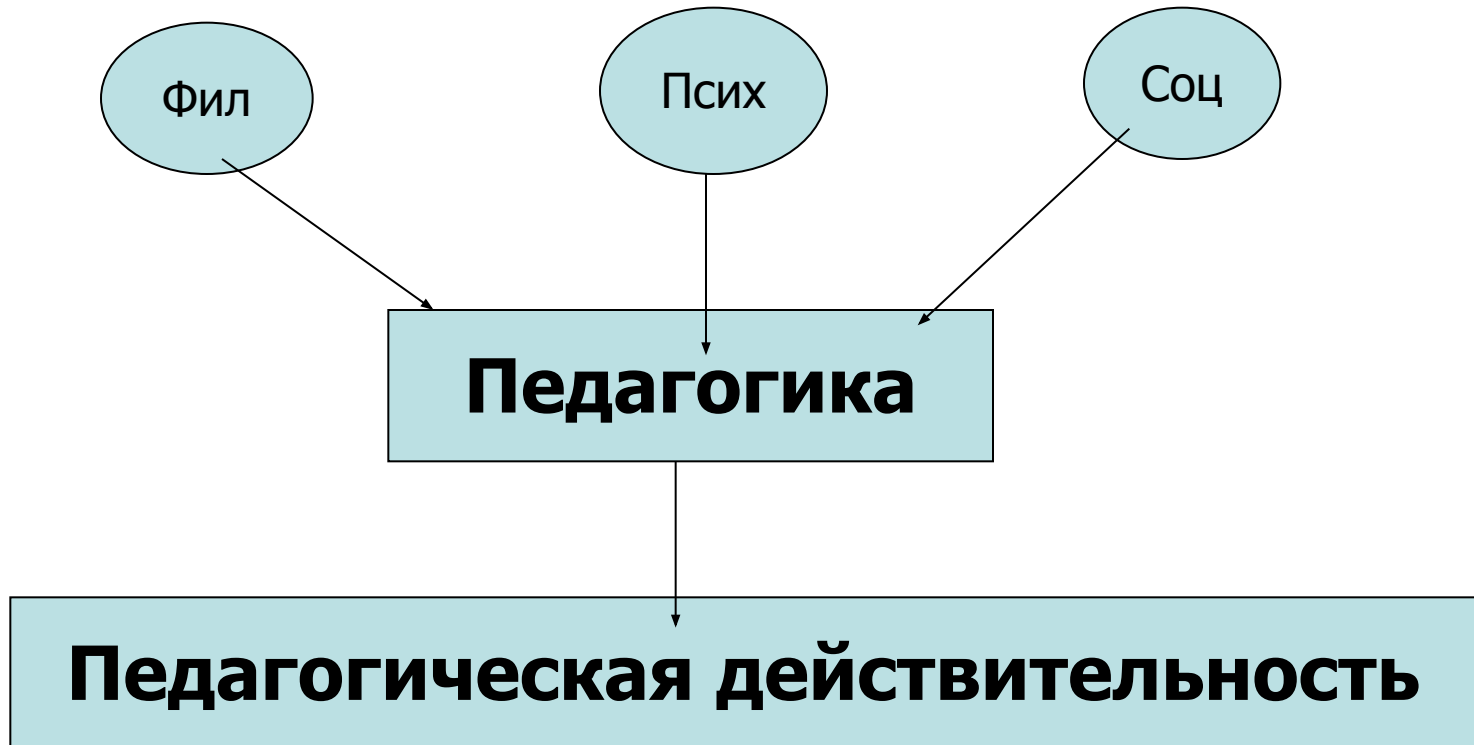 Фил
Псих
Соц
Педагогика
Педагогическая действительность